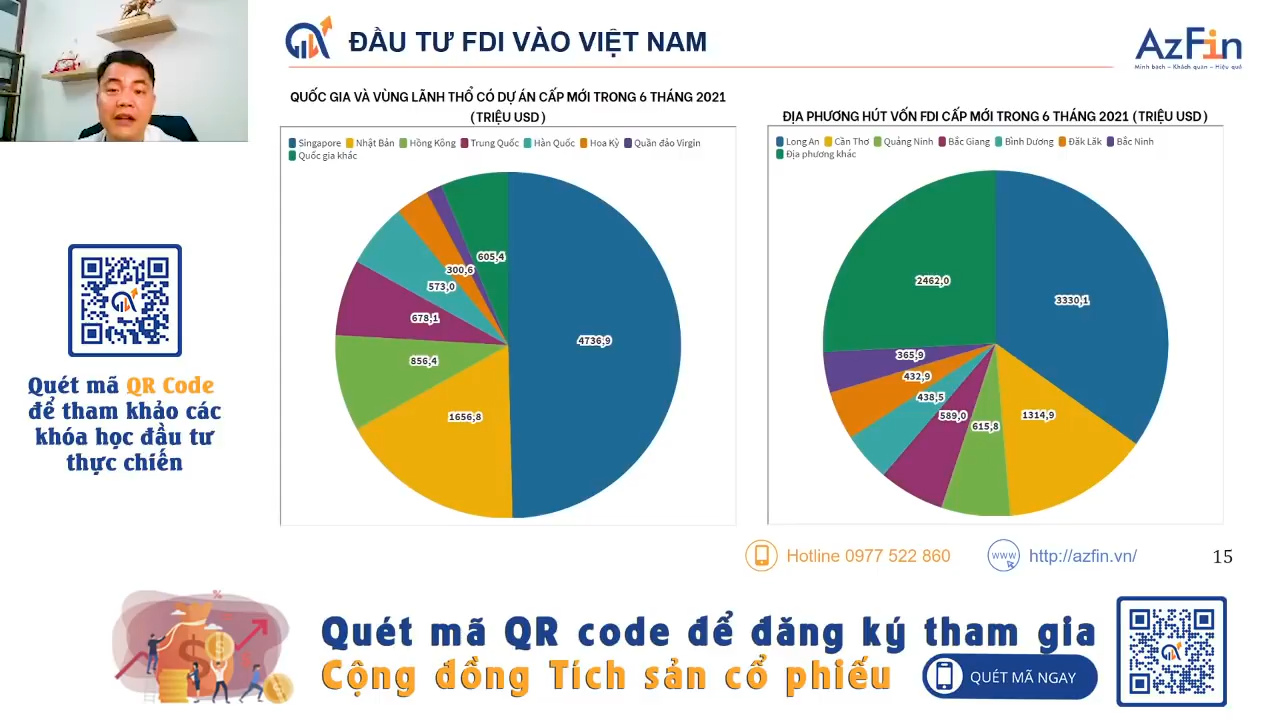 ĐẦU TƯ FDI VÀO VIỆT NAM
AzFin
Minh bạch - Khách quan - Hiệu quả
QUỐC GIA VÀ VÙNG LÃNH THỔ CÓ DỰ ÁN CẤP MỚI TRONG 6 THÁNG 2021
(TRIỆU USD)
Singapore Nhật Bản Hồng Kông Trung Quốc Hàn Quốc Hoa Kỳ Quần đảo Virgin
Quốc gia khác
605,4
300,6
573,0
678,1
4736,9
856,4
1656,8
ĐỊA PHƯƠNG HÚT VỐN FDI CẤP MỚI TRONG 6 THÁNG 2021 (TRIỆU USD)
Long An Cần Thơ Quảng Ninh Bắc Giang Bình Dương Đăk Lăk Bắc Ninh
Địa phương khác
2462,0
3330,1
365,9
432,9
438,5
589,0
1314,9
615,8
Quét mã QR Code
để tham khảo các
khóa học đầu tư
thực chiến
Hotline 0977 522 860
www
http://azfin.vn/
15
Quét mã QR code để đăng ký tham gia
Cộng đồng Tích sản cổ phiếu
QUÉT MÃ NGAY